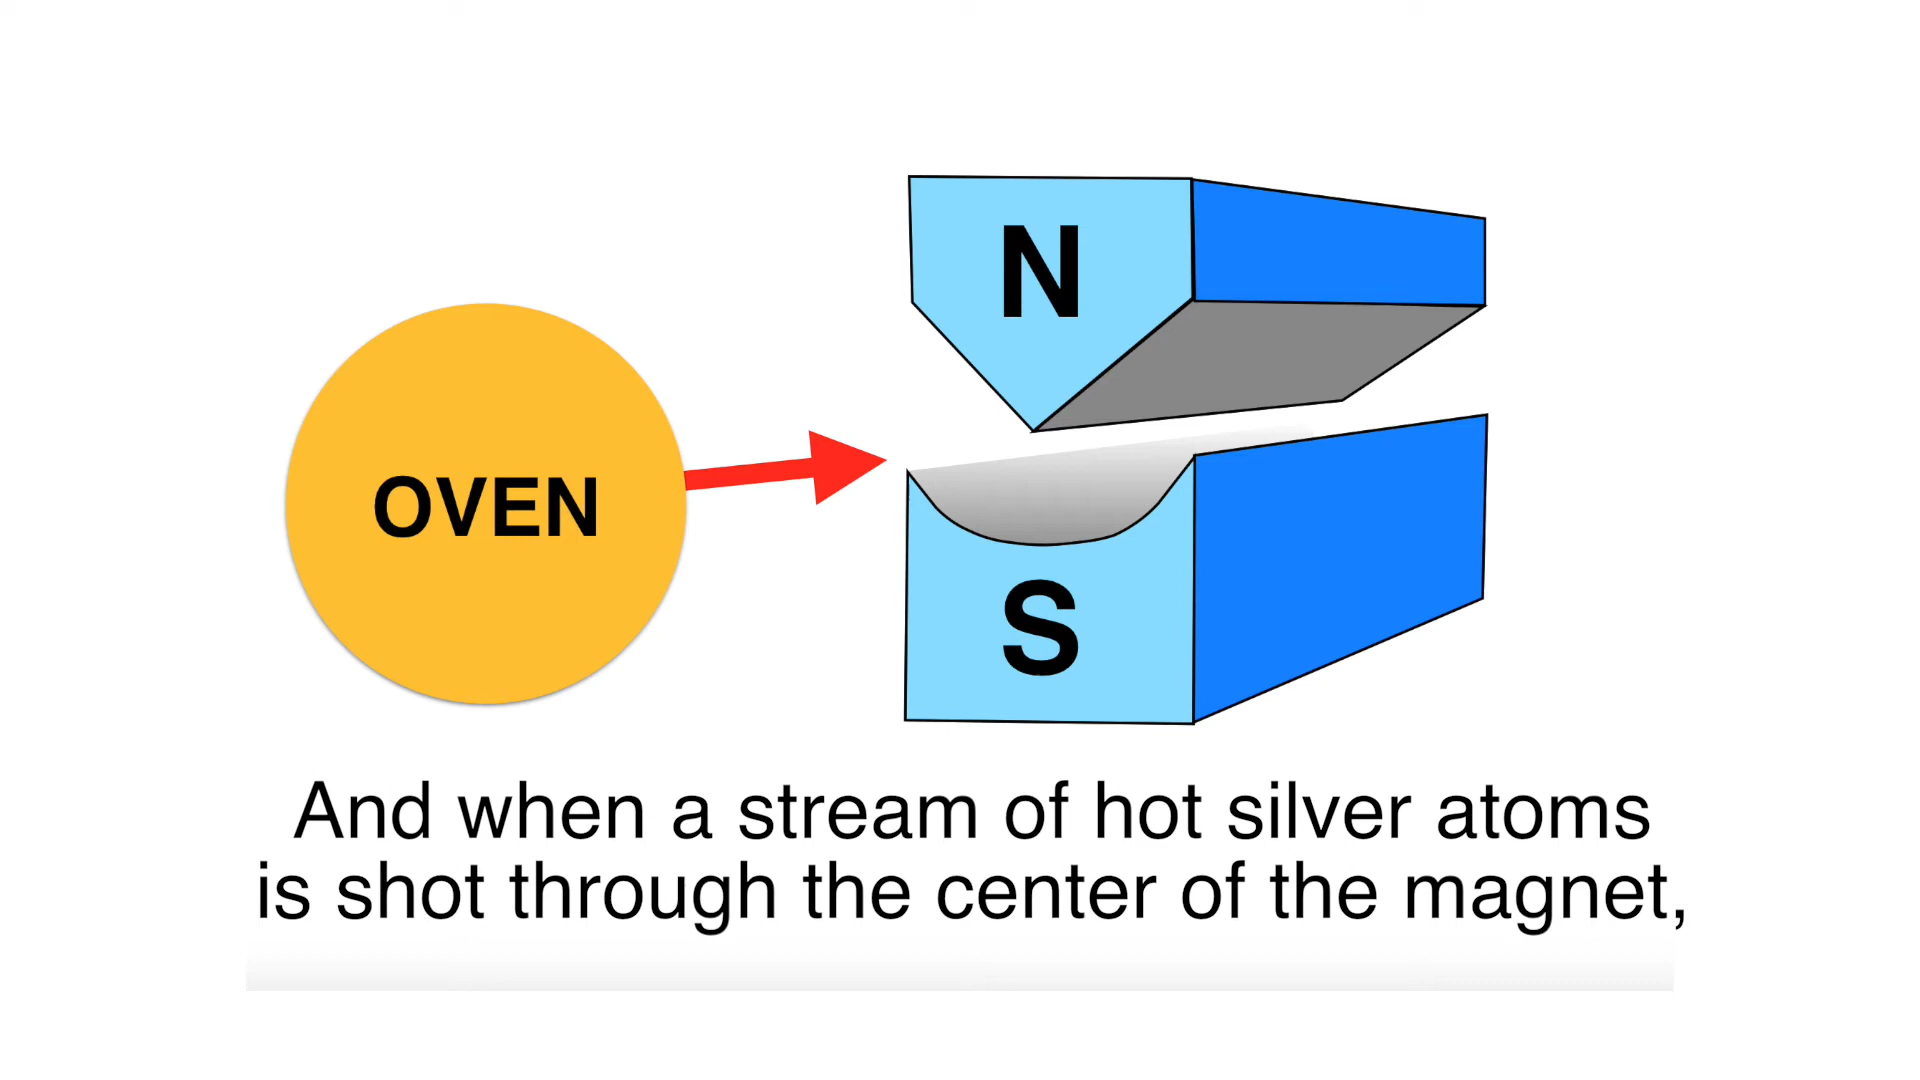 N
OVEN
S
And when a stream of hot silver atoms
is shot through the center of the magnet,